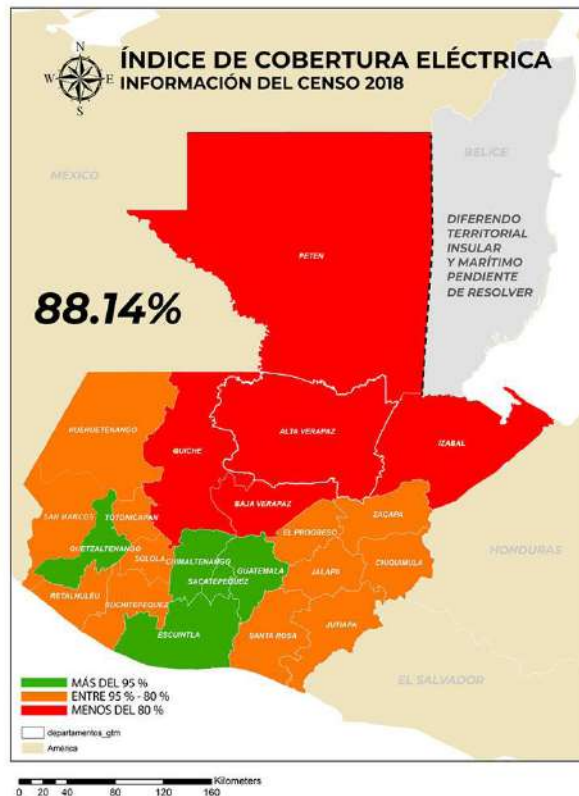 N
W E
S
ÍNDICE DE COBERTURA ELÉCTRICA
INFORMACIÓN DEL CENSO 2018
MEXICO
BELICE
DIFERENDO
TERRITORIAL
INSULAR
Y MARÍTIMO
PENDIENTE
DE RESOLVER
PETEN
88.14%
HUEHUETENANGO
QUICHE
ALTA VERAPAZ
IZABAL
BAJA VERAPAZ
SAN MARCOS
TOTONICAPAN
ZACAPA
EL PROGRESO
QUETZALTENANGO
SOLOLA
CHIMALTENANGO
GUATEMALA
SACATEPEQUEZ
JALAPA
CHIQUIMULA
HONDURAS
RETALHULEU
SUCHITEPEQUEZ
ESCUINTLA
SANTA ROSA
JUTIAPA
EL SALVADOR
MÁS DEL 95 %
ENTRE 95 % - 80 %
MENOS DEL 80 %
departamentos_gtm
América
Kilometers
0 20 40 80 120 160